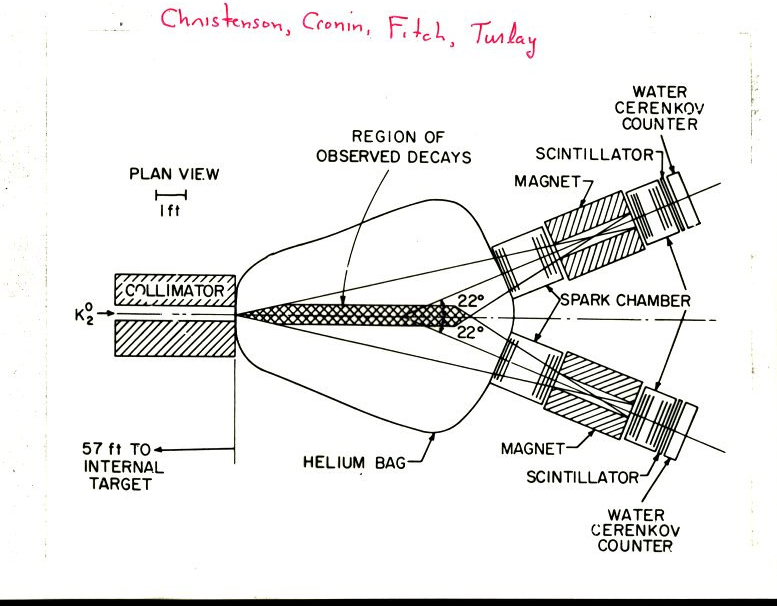 Christenson, Cronin, Fitch, Turlay
WATER
CERENKOV
COUNTER
REGION OF
OBSERVED DECAYS
SCINTILLATOR
PLAN VIEW
MAGNET
1ft
COLLIMATOR
22°
SPARK CHAMBER
K₂⁰
22°
57 ft TO
INTERNAL
TARGET
HELIUM BAG
MAGNET
SCINTILLATOR
WATER
CERENKOV
COUNTER